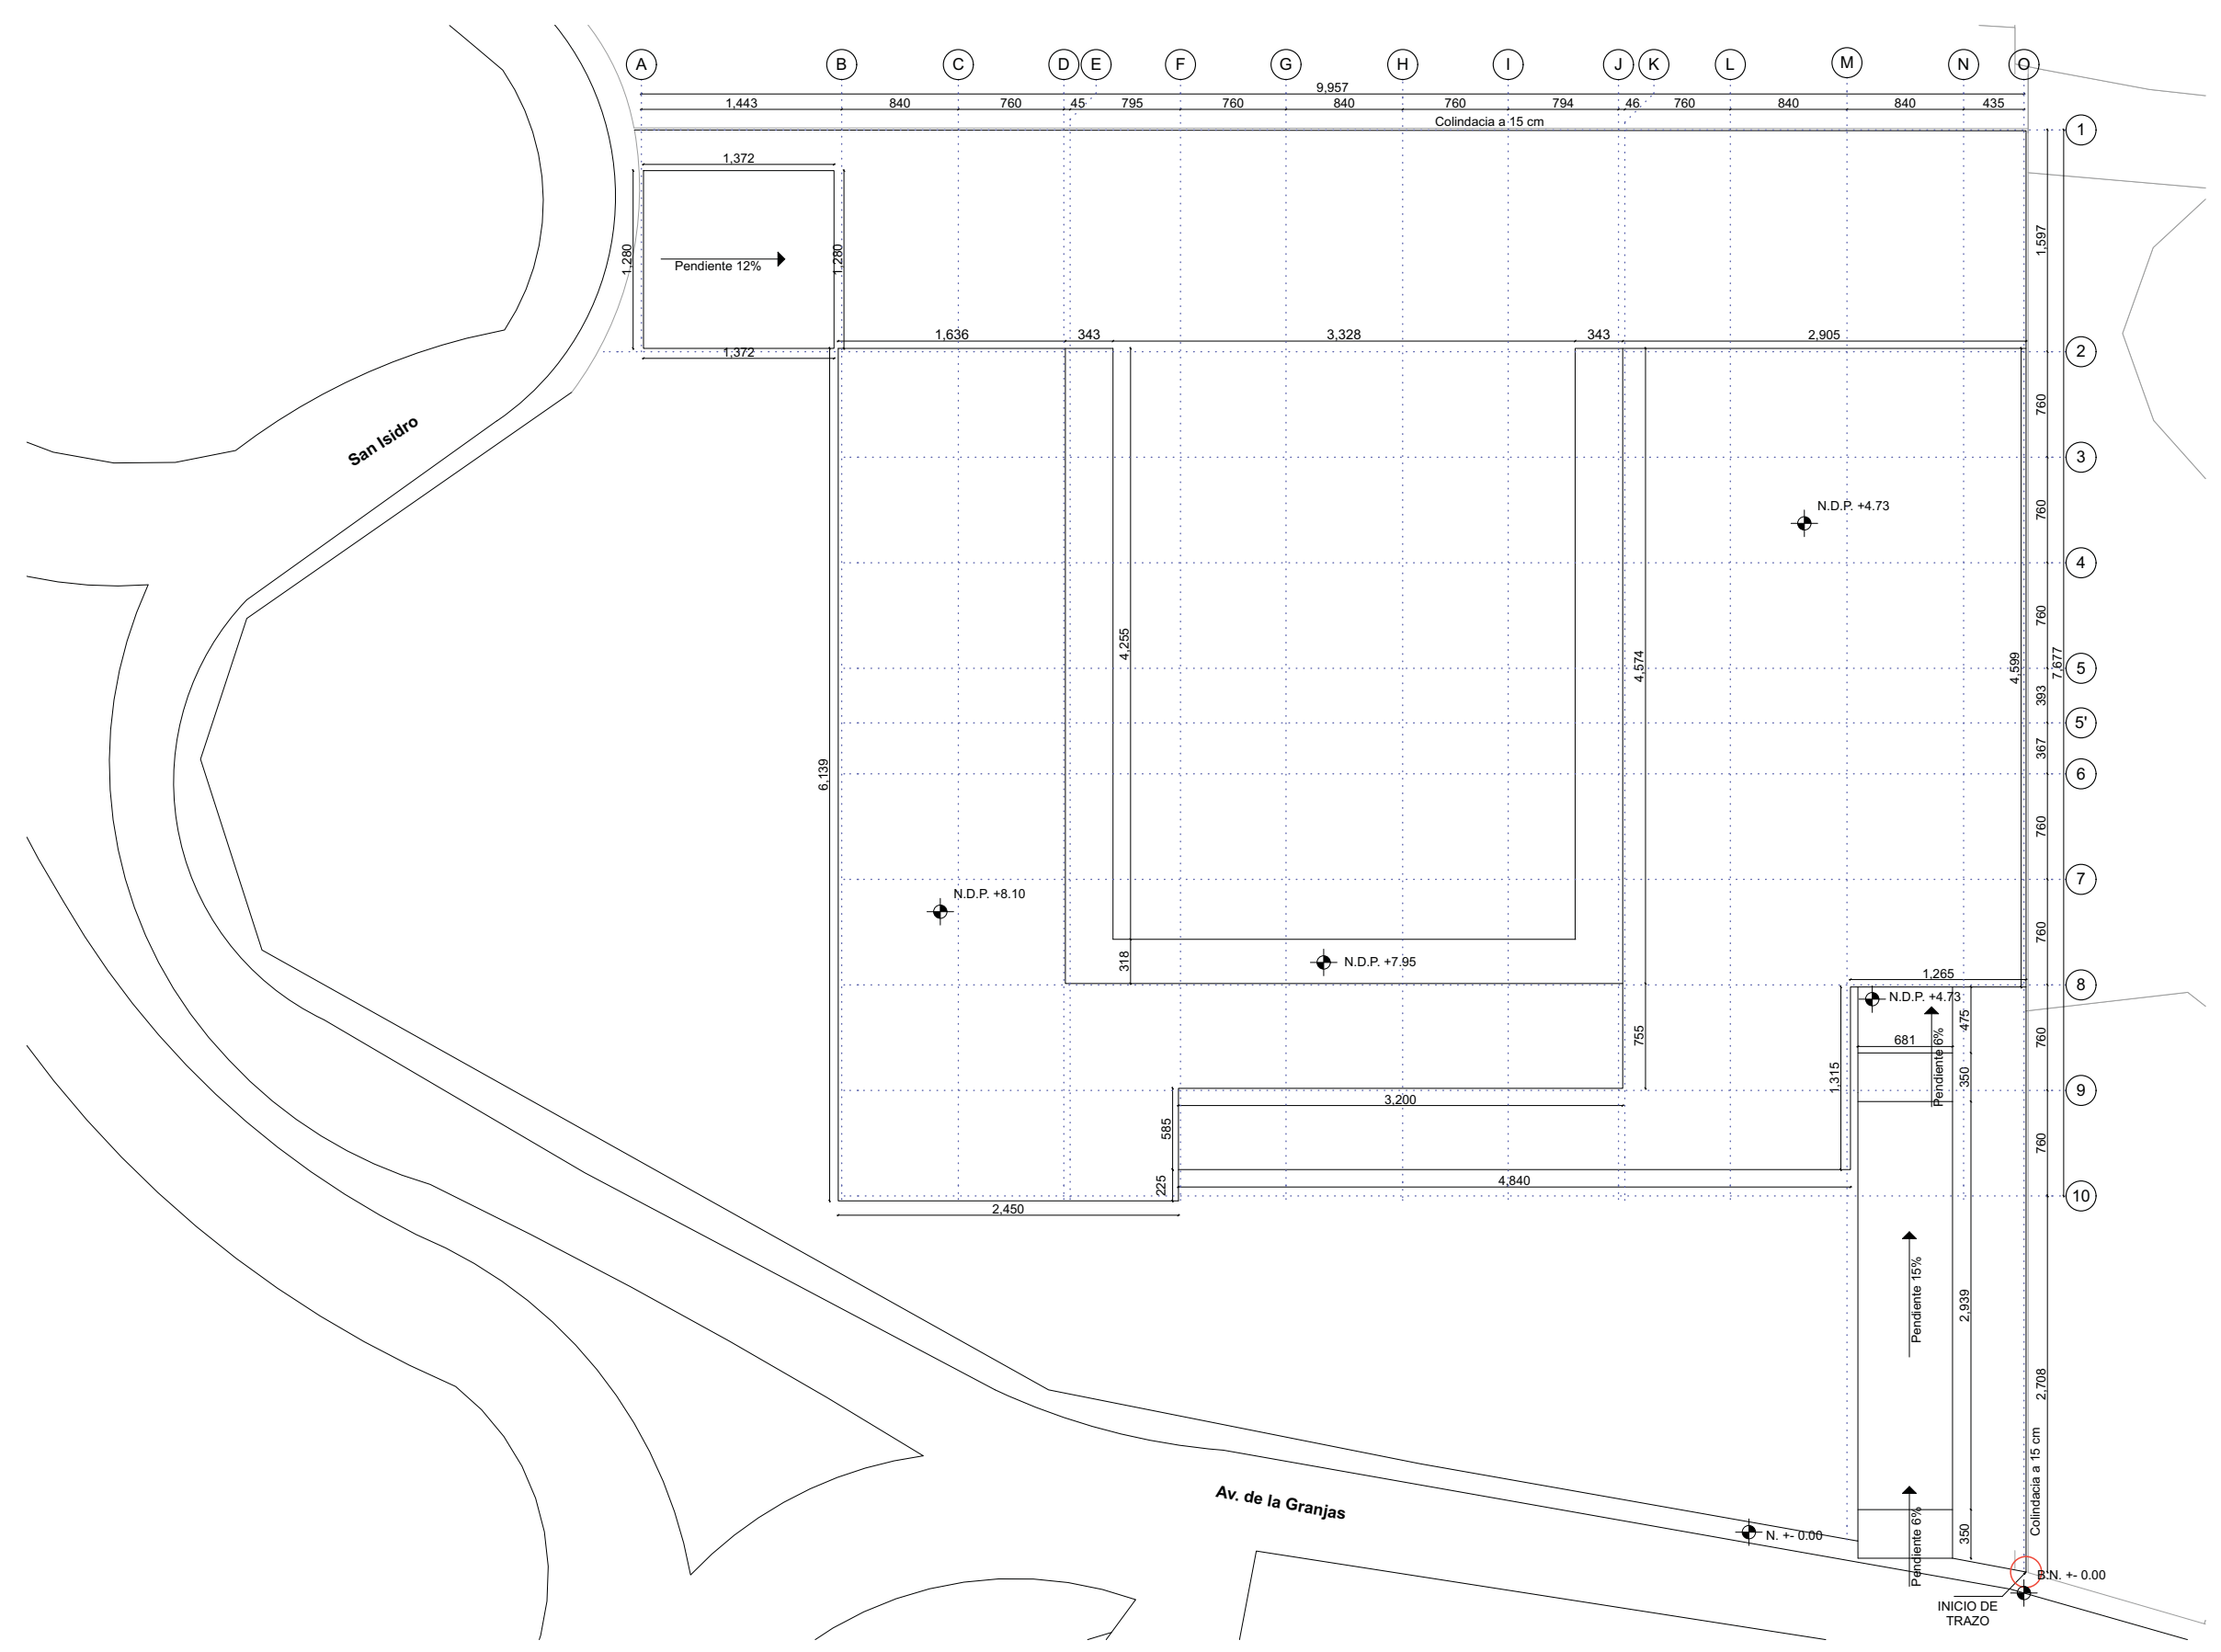 A B C D E F G H I J K L M N O
9,957
1,443 840 760 45 795 760 840 760 794 46 760 840 840 435
Colindacia a 15 cm
1
1,372
1,597
1,280
1,280
Pendiente 12%
1,636 343 3,328 343 2,905
2
1,372
760
San Isidro
3
N.D.P. +4.73
760
4
760
4,255
4,574
4,599
7,677
5
393
5'
367
6
6,139
760
7
N.D.P. +8.10
760
318
N.D.P. +7.95
1,265
8
N.D.P. +4.73
475
755
681
Pendiente 6%
760
1,315
350
9
3,200
585
760
225
4,840
10
2,450
Pendiente 15%
2,939
2,708
Colindacia a 15 cm
Av. de la Granjas
N. +- 0.00
Pendiente 6%
350
B.N. +- 0.00
INICIO DE
TRAZO